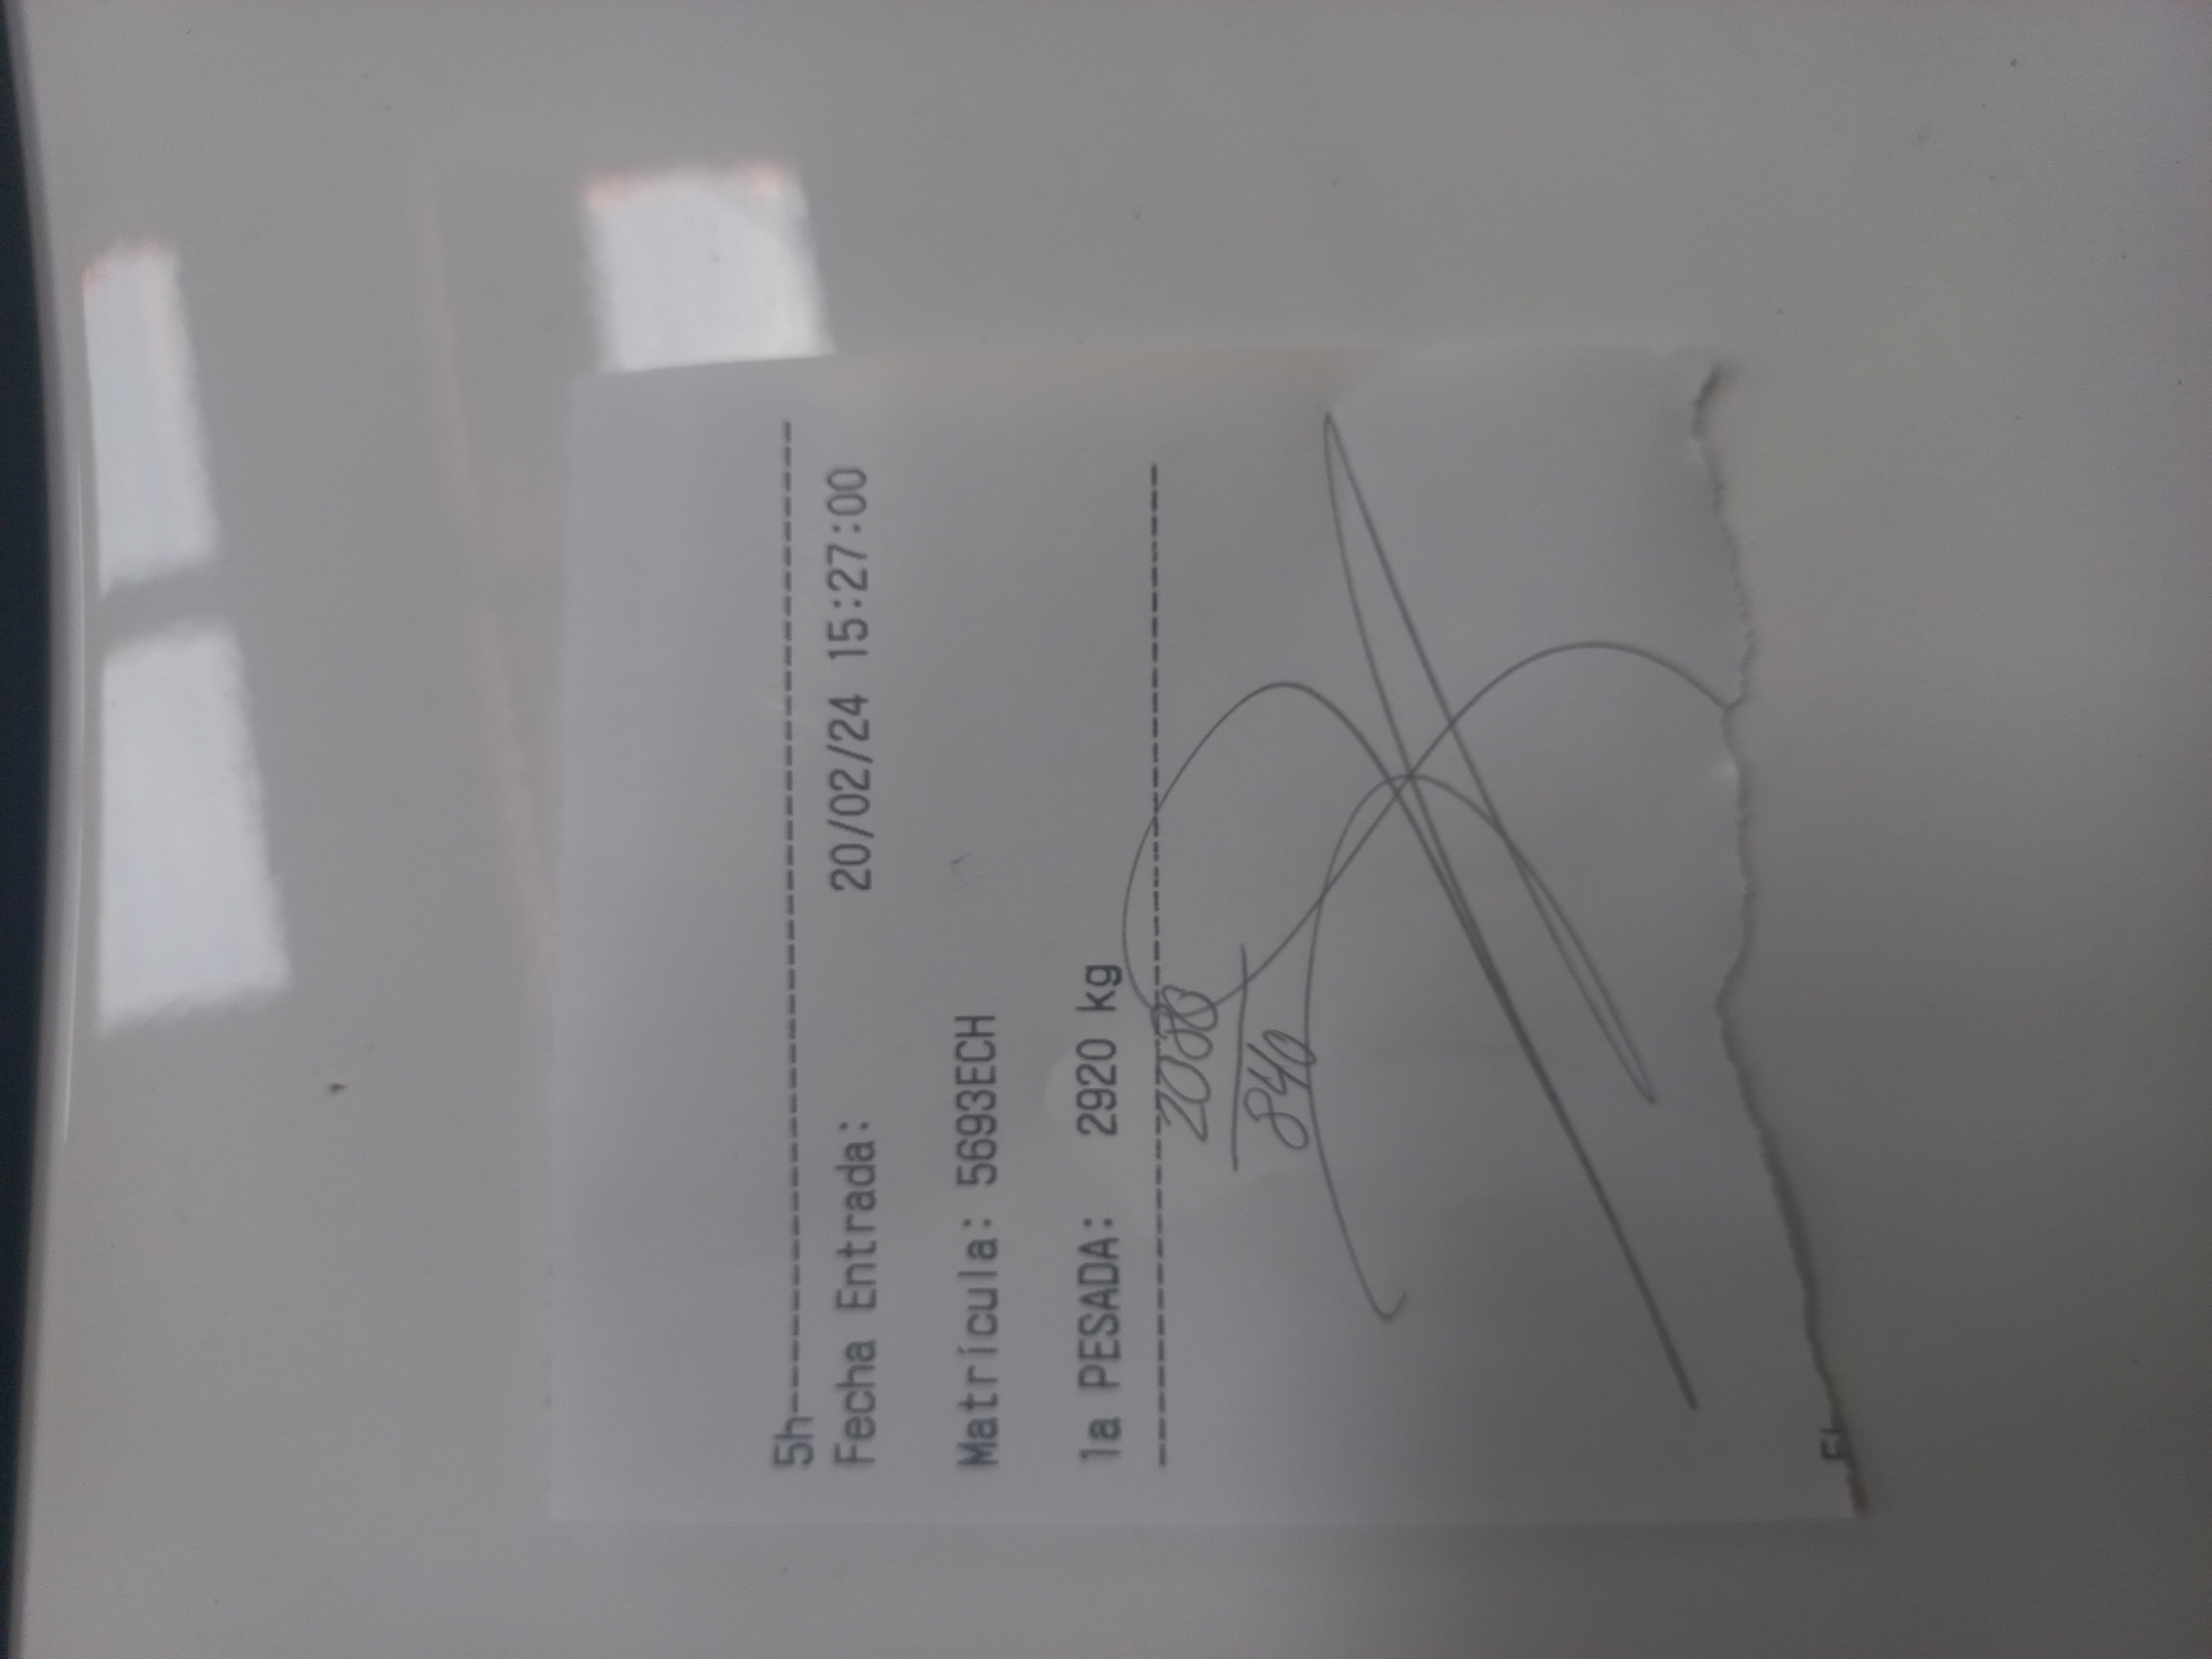 5h------------------------------------
Fecha Entrada: 20/02/24 15:27:00
Matrícula: 5693ECH
1a PESADA: 2920 kg
------------------------------------
2080
840